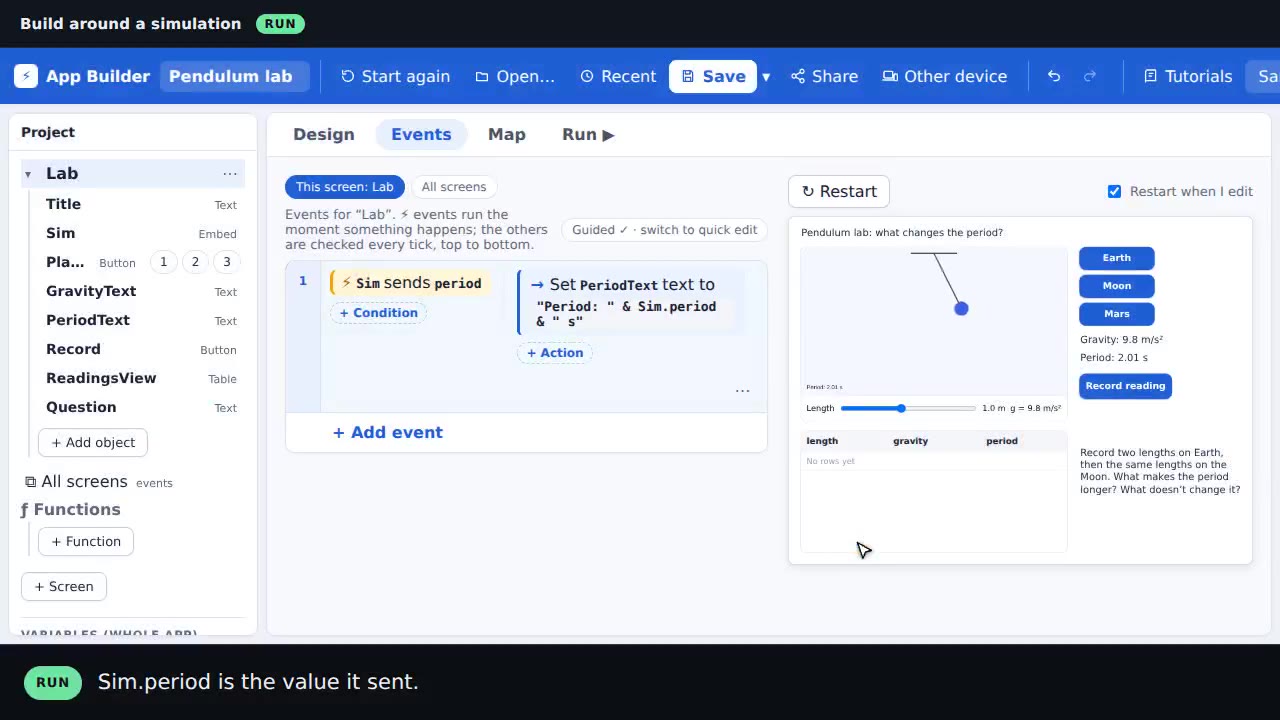 Build around a simulation RUN
App Builder Pendulum lab Start again Open... Recent Save ▾ Share Other device Tutorials
Project
Design Events Map Run ▶
▾ Lab ⋯
Title Text
Sim Embed
Pla... Button 1 2 3
GravityText Text
PeriodText Text
Record Button
ReadingsView Table
Question Text
+ Add object
All screens events
ƒ Functions
+ Function
+ Screen
VARIABLES (WHOLE APP)
This screen: Lab All screens
Events for “Lab”. ⚡ events run the
moment something happens; the others
are checked every tick, top to bottom.
Guided ✓ · switch to quick edit
1
⚡ Sim sends period
+ Condition
→ Set PeriodText text to
"Period: " & Sim.period
& " s"
+ Action
⋯
+ Add event
↻ Restart
Restart when I edit
Pendulum lab: what changes the period?
Earth
Moon
Mars
Gravity: 9.8 m/s²
Period: 2.01 s
Record reading
Period: 2.01 s
Length 1.0 m g = 9.8 m/s²
length gravity period
No rows yet
Record two lengths on Earth,
then the same lengths on the
Moon. What makes the period
longer? What doesn’t change it?
RUN Sim.period is the value it sent.